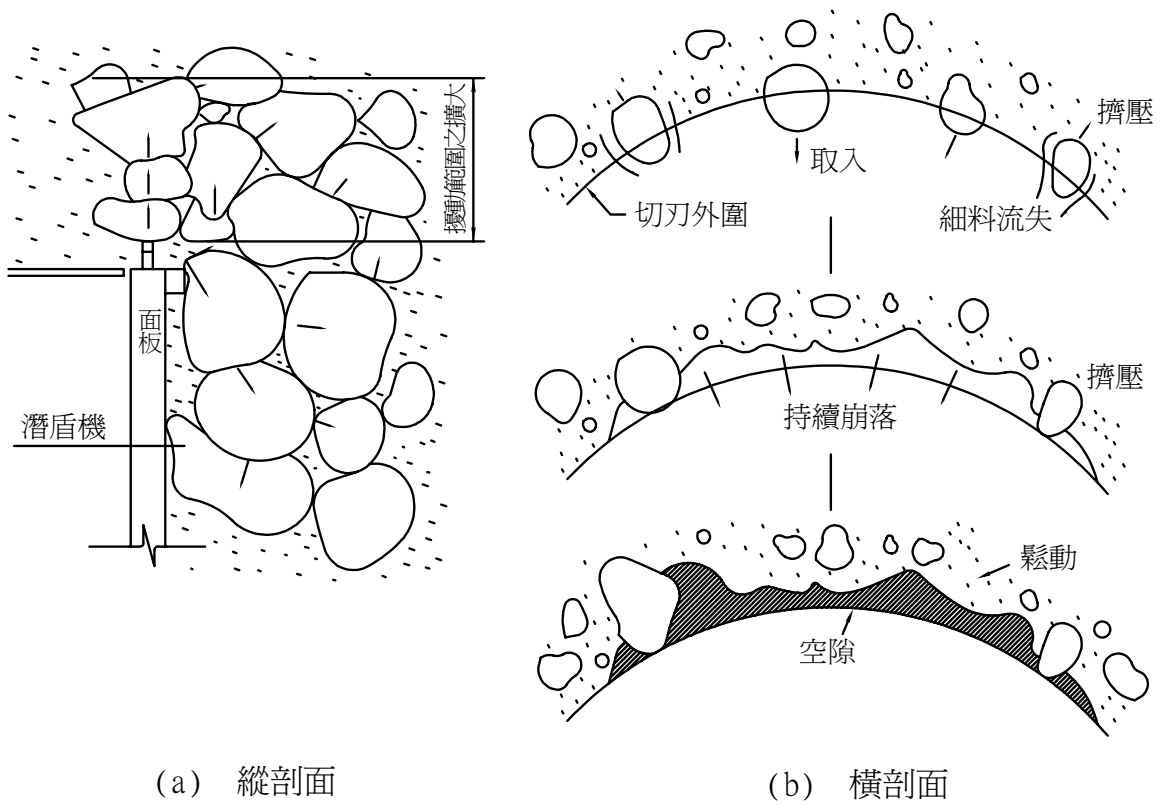 擾動範圍之擴大
面板
潛盾機
(a) 縱剖面
擠壓
取入
切刃外圍
細料流失
擠壓
持續崩落
鬆動
空隙
(b) 橫剖面